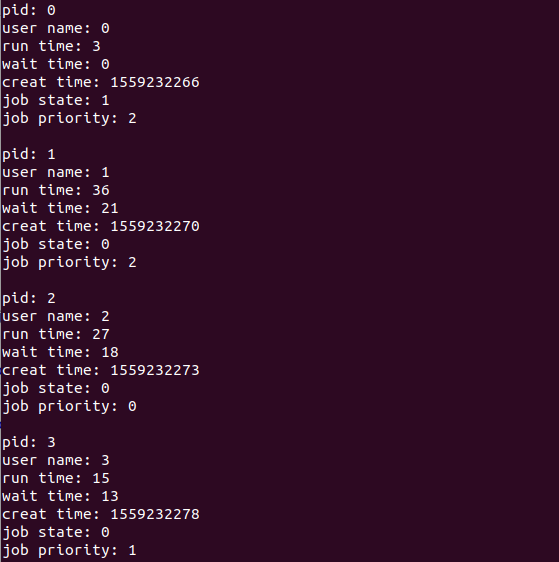 pid: 0
user name: 0
run time: 3
wait time: 0
creat time: 1559232266
job state: 1
job priority: 2
pid: 1
user name: 1
run time: 36
wait time: 21
creat time: 1559232270
job state: 0
job priority: 2
pid: 2
user name: 2
run time: 27
wait time: 18
creat time: 1559232273
job state: 0
job priority: 0
pid: 3
user name: 3
run time: 15
wait time: 13
creat time: 1559232278
job state: 0
job priority: 1